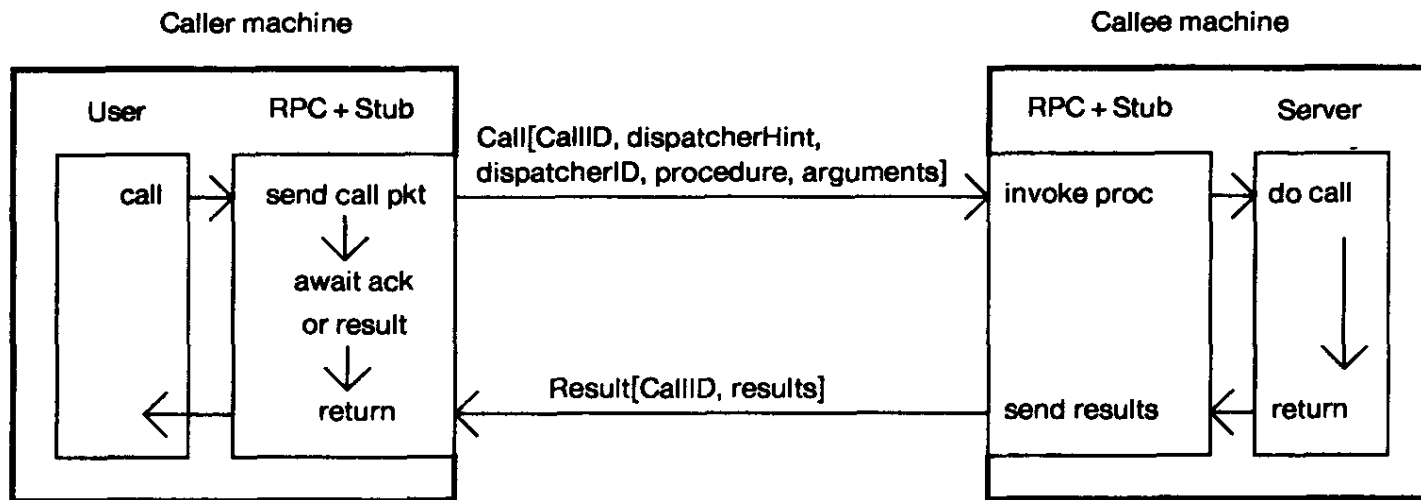 Caller machine
Callee machine
User
RPC + Stub
RPC + Stub
Server
Call[CallID, dispatcherHint,
dispatcherID, procedure, arguments]
call
send call pkt
invoke proc
do call
await ack
or result
Result[CallID, results]
return
send results
return